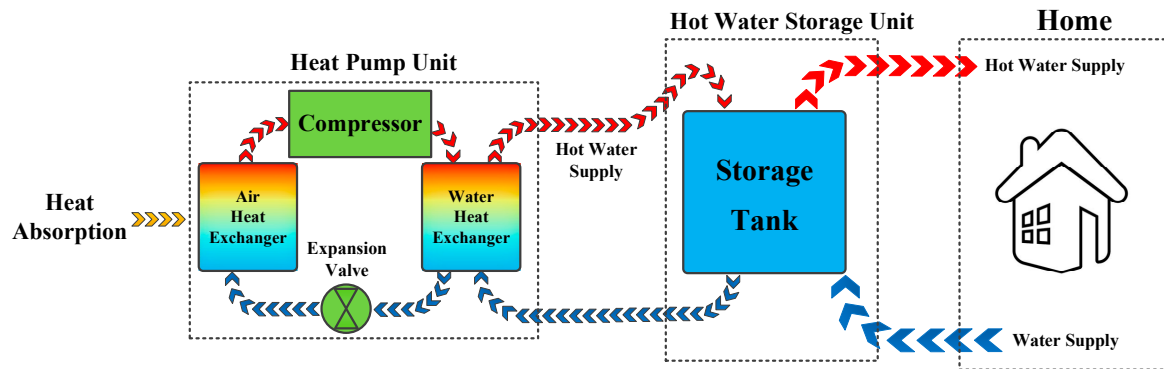 Hot Water Storage Unit
Home
Heat Pump Unit
Hot Water Supply
Compressor
Hot Water
Supply
Storage
Tank
Air
Heat
Exchanger
Water
Heat
Exchanger
Heat
Absorption
Expansion
Valve
Water Supply